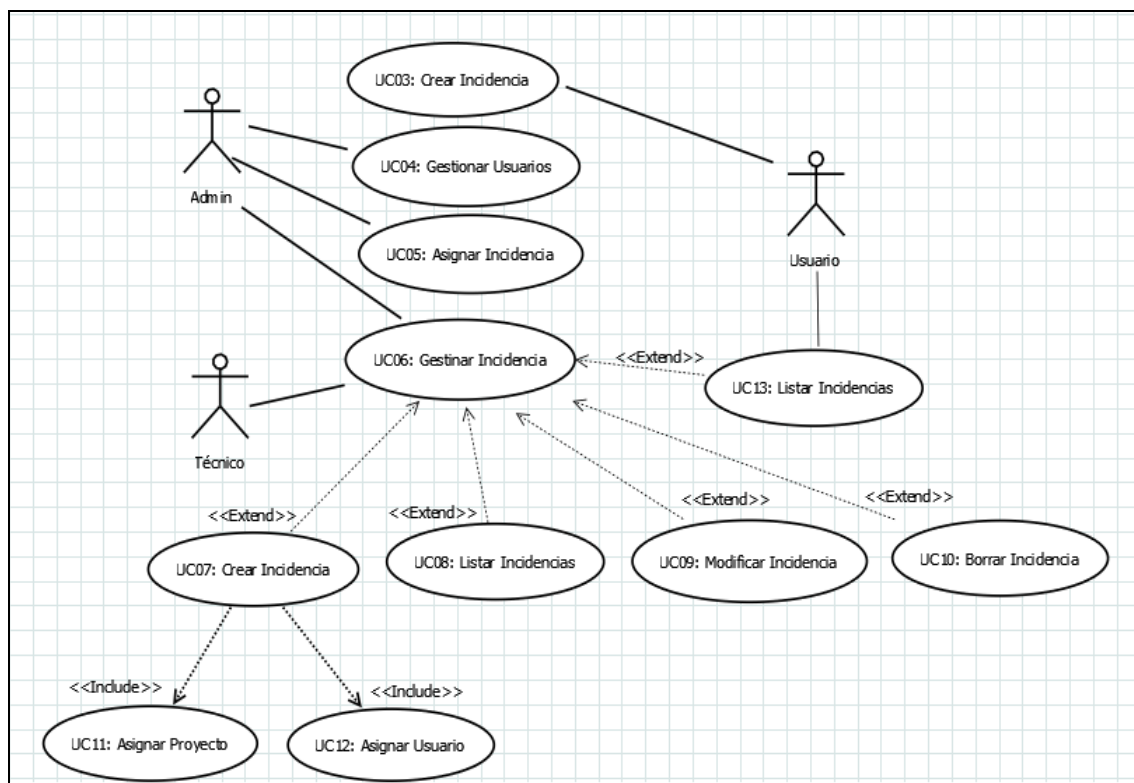 UC03: Crear Incidencia
UC04: Gestionar Usuarios
Admin
UC05: Asignar Incidencia
Usuario
UC06: Gestinar Incidencia
<<Extend>>
UC13: Listar Incidencias
Técnico
<<Extend>>
<<Extend>>
<<Extend>>
<<Extend>>
UC07: Crear Incidencia
UC08: Listar Incidencias
UC09: Modificar Incidencia
UC10: Borrar Incidencia
<<Include>>
<<Include>>
UC11: Asignar Proyecto
UC12: Asignar Usuario